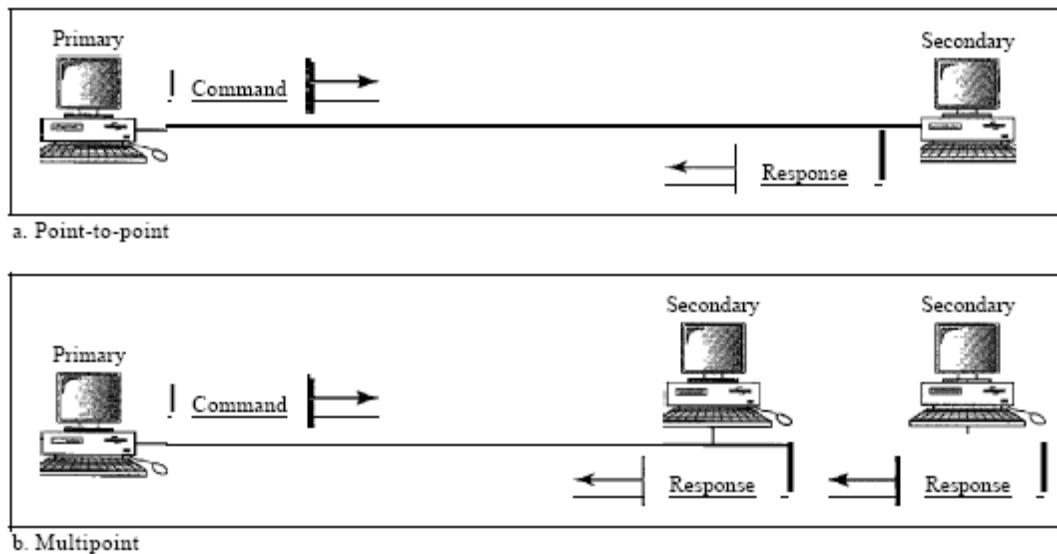 Primary
Secondary
Command
Response
a. Point-to-point
Secondary
Secondary
Primary
Command
Response
Response
b. Multipoint